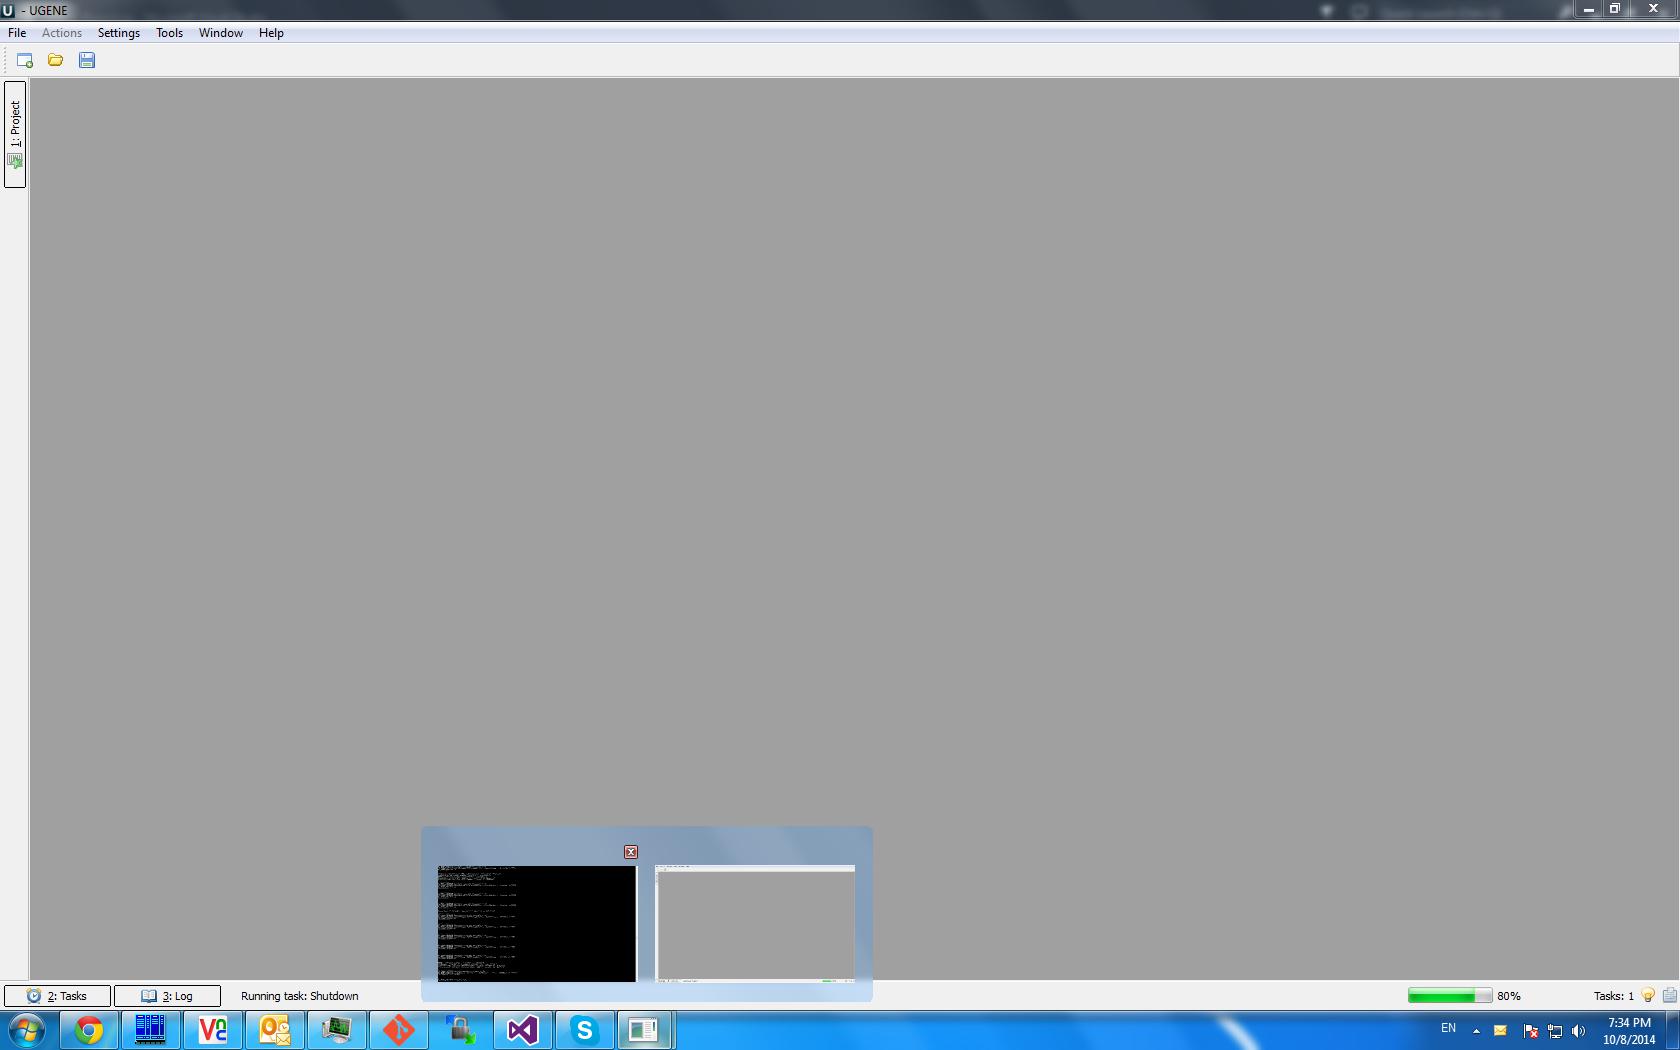 U - UGENE
File Actions Settings Tools Window Help
1: Project
2: Tasks 3: Log Running task: Shutdown 80% Tasks: 1
VNC
S
EN 7:34 PM
10/8/2014